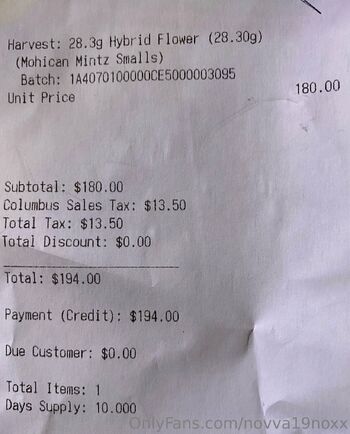 Harvest: 28.3g Hybrid Flower (28.30g)
(Mohican Mintz Smalls)
Batch: 1A4070100000CE5000003095
Unit Price 180.00
Subtotal: $180.00
Columbus Sales Tax: $13.50
Total Tax: $13.50
Total Discount: $0.00
Total: $194.00
Payment (Credit): $194.00
Due Customer: $0.00
Total Items: 1
Days Supply: 10.000
OnlyFans.com/novva19noxx